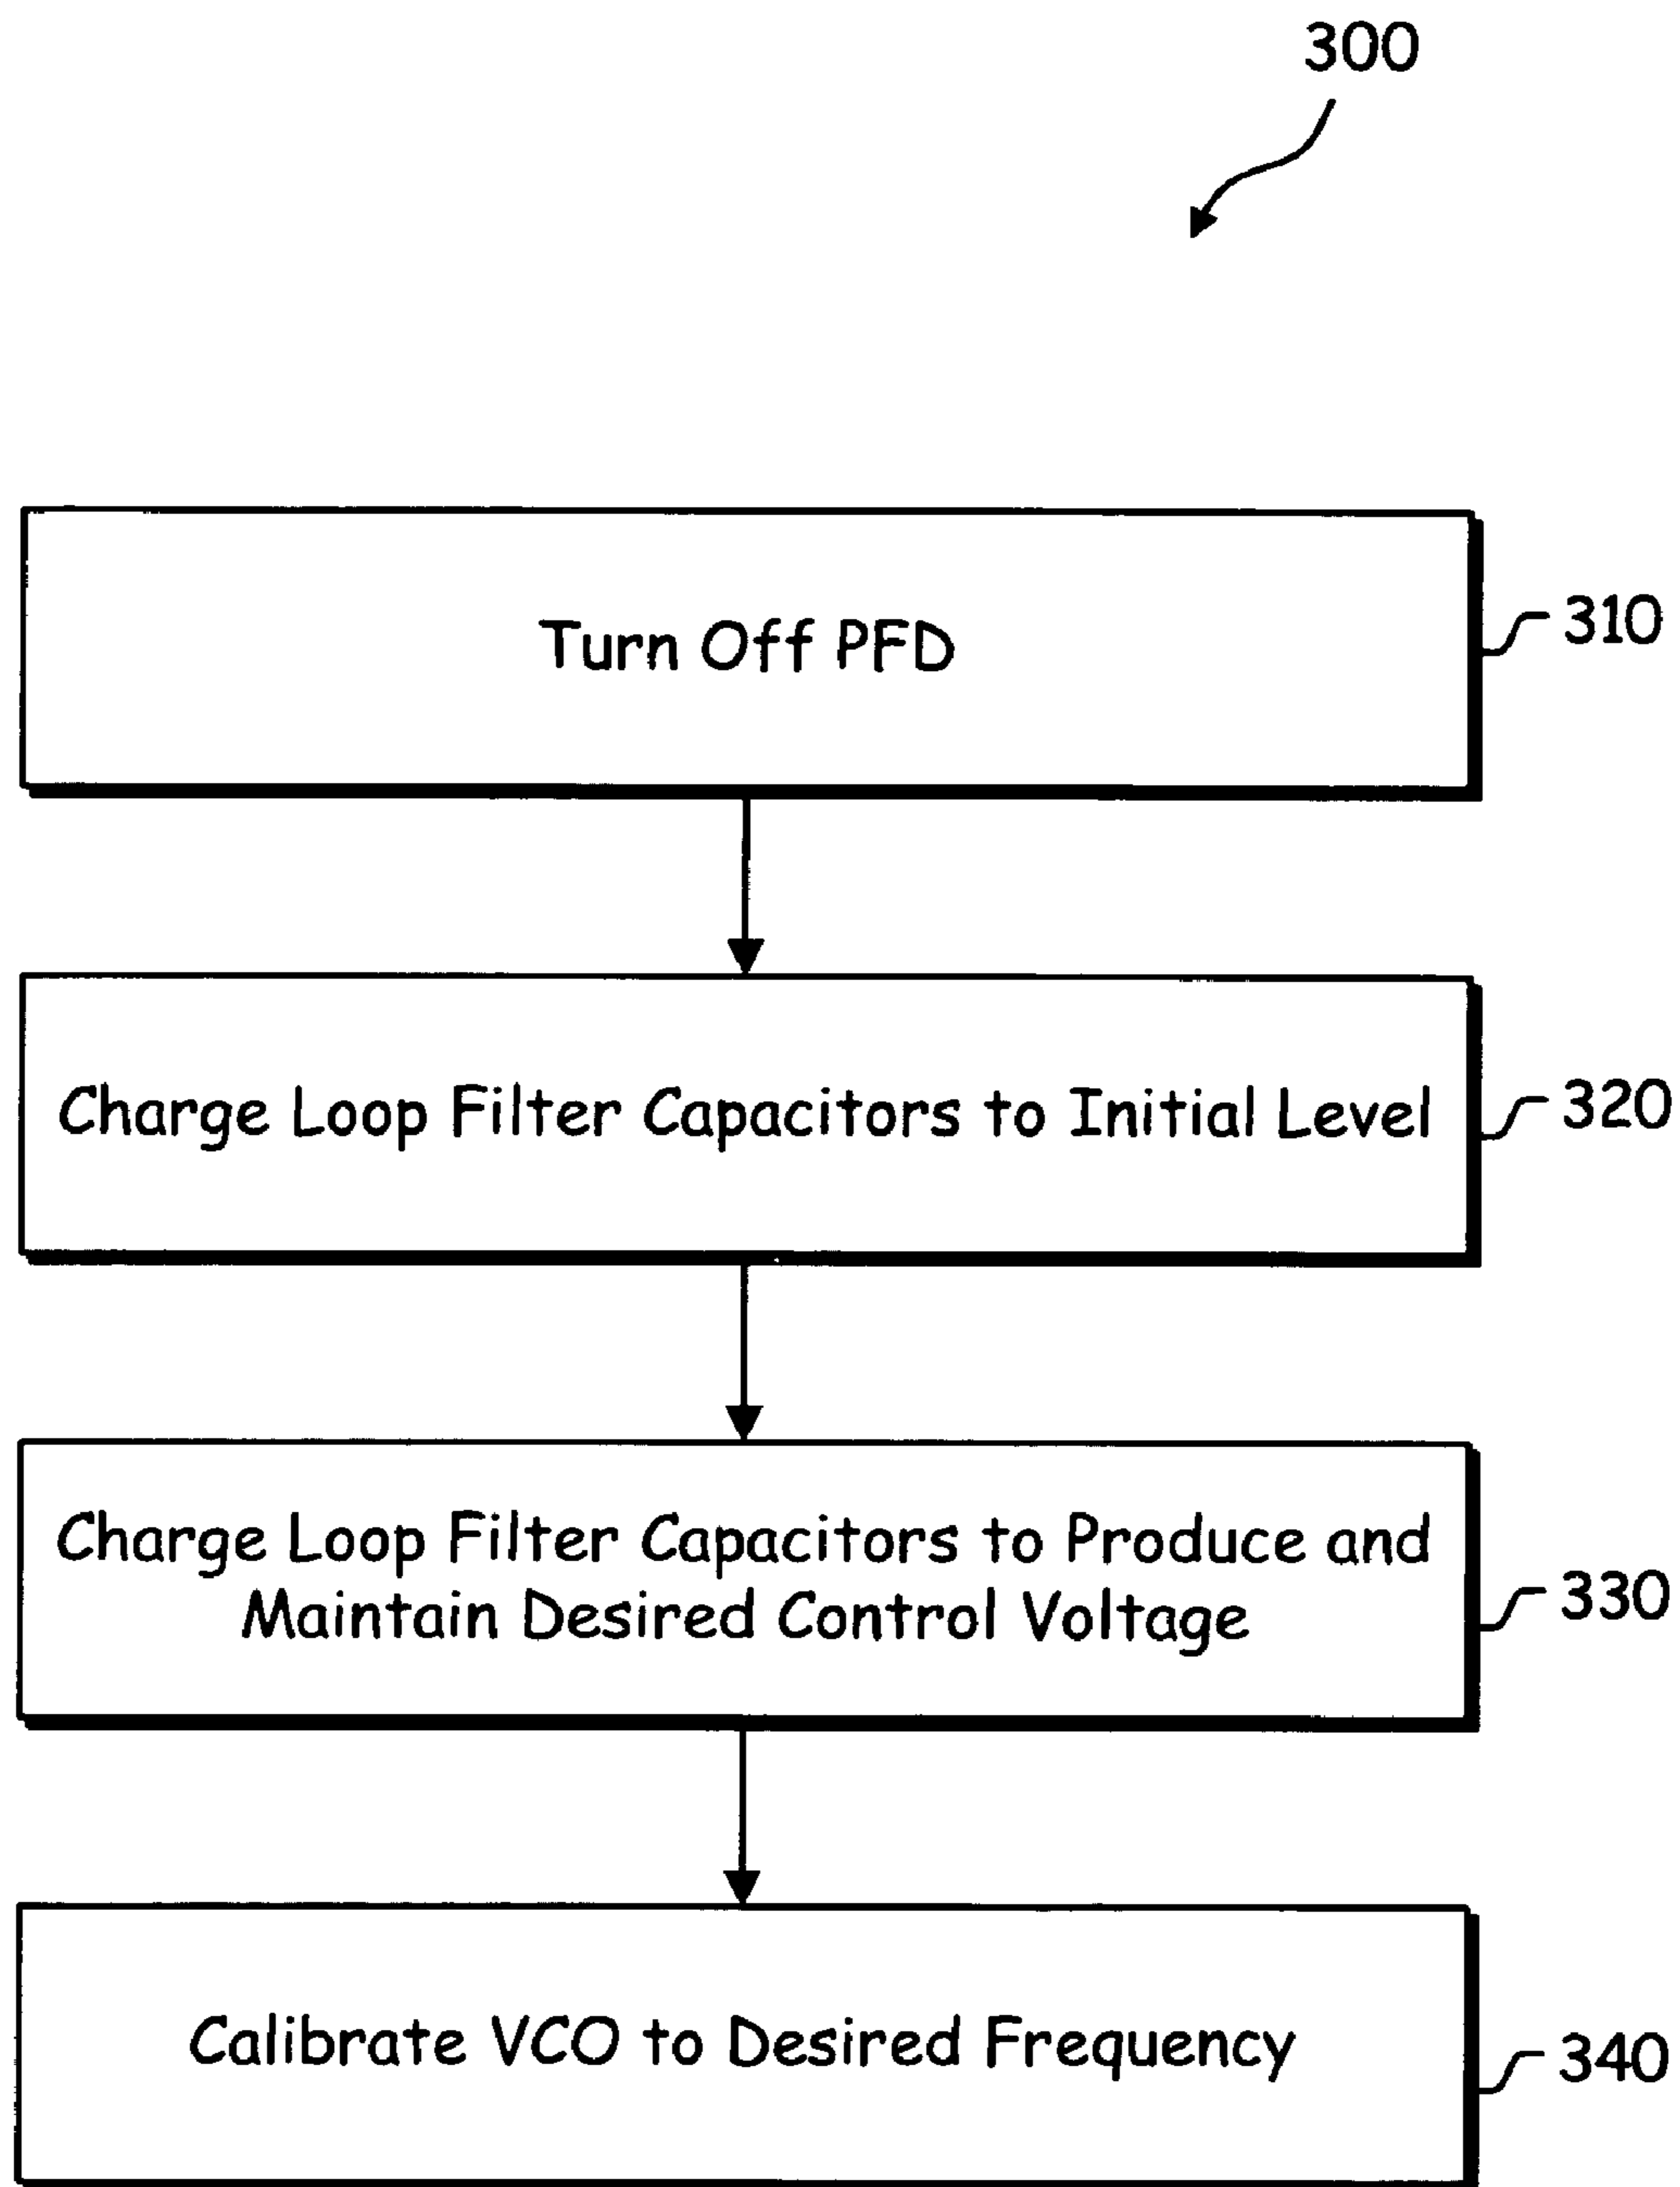 300
Turn Off PFD
310
Charge Loop Filter Capacitors to Initial Level
320
Charge Loop Filter Capacitors to Produce and
Maintain Desired Control Voltage
330
Calibrate VCO to Desired Frequency
340